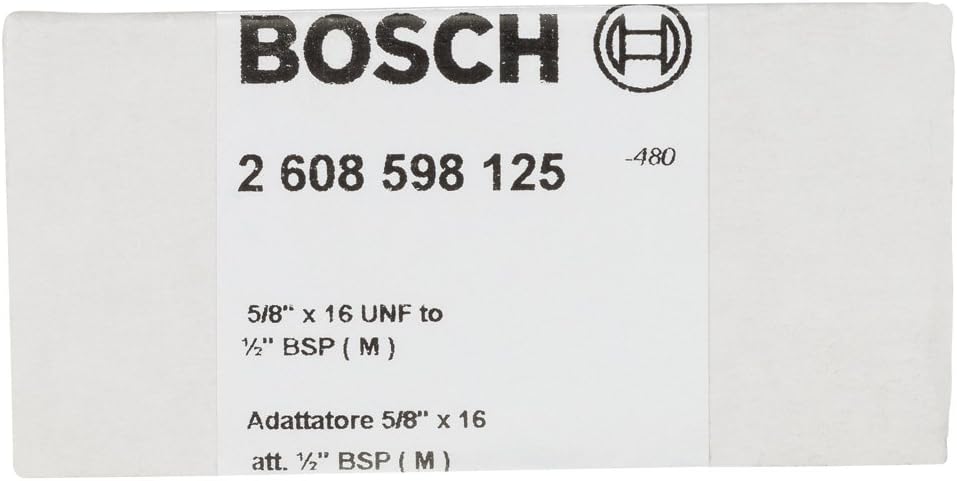 BOSCH
2 608 598 125 -480
5/8" x 16 UNF to
½" BSP ( M )
Adattatore 5/8" x 16
att. ½" BSP ( M )